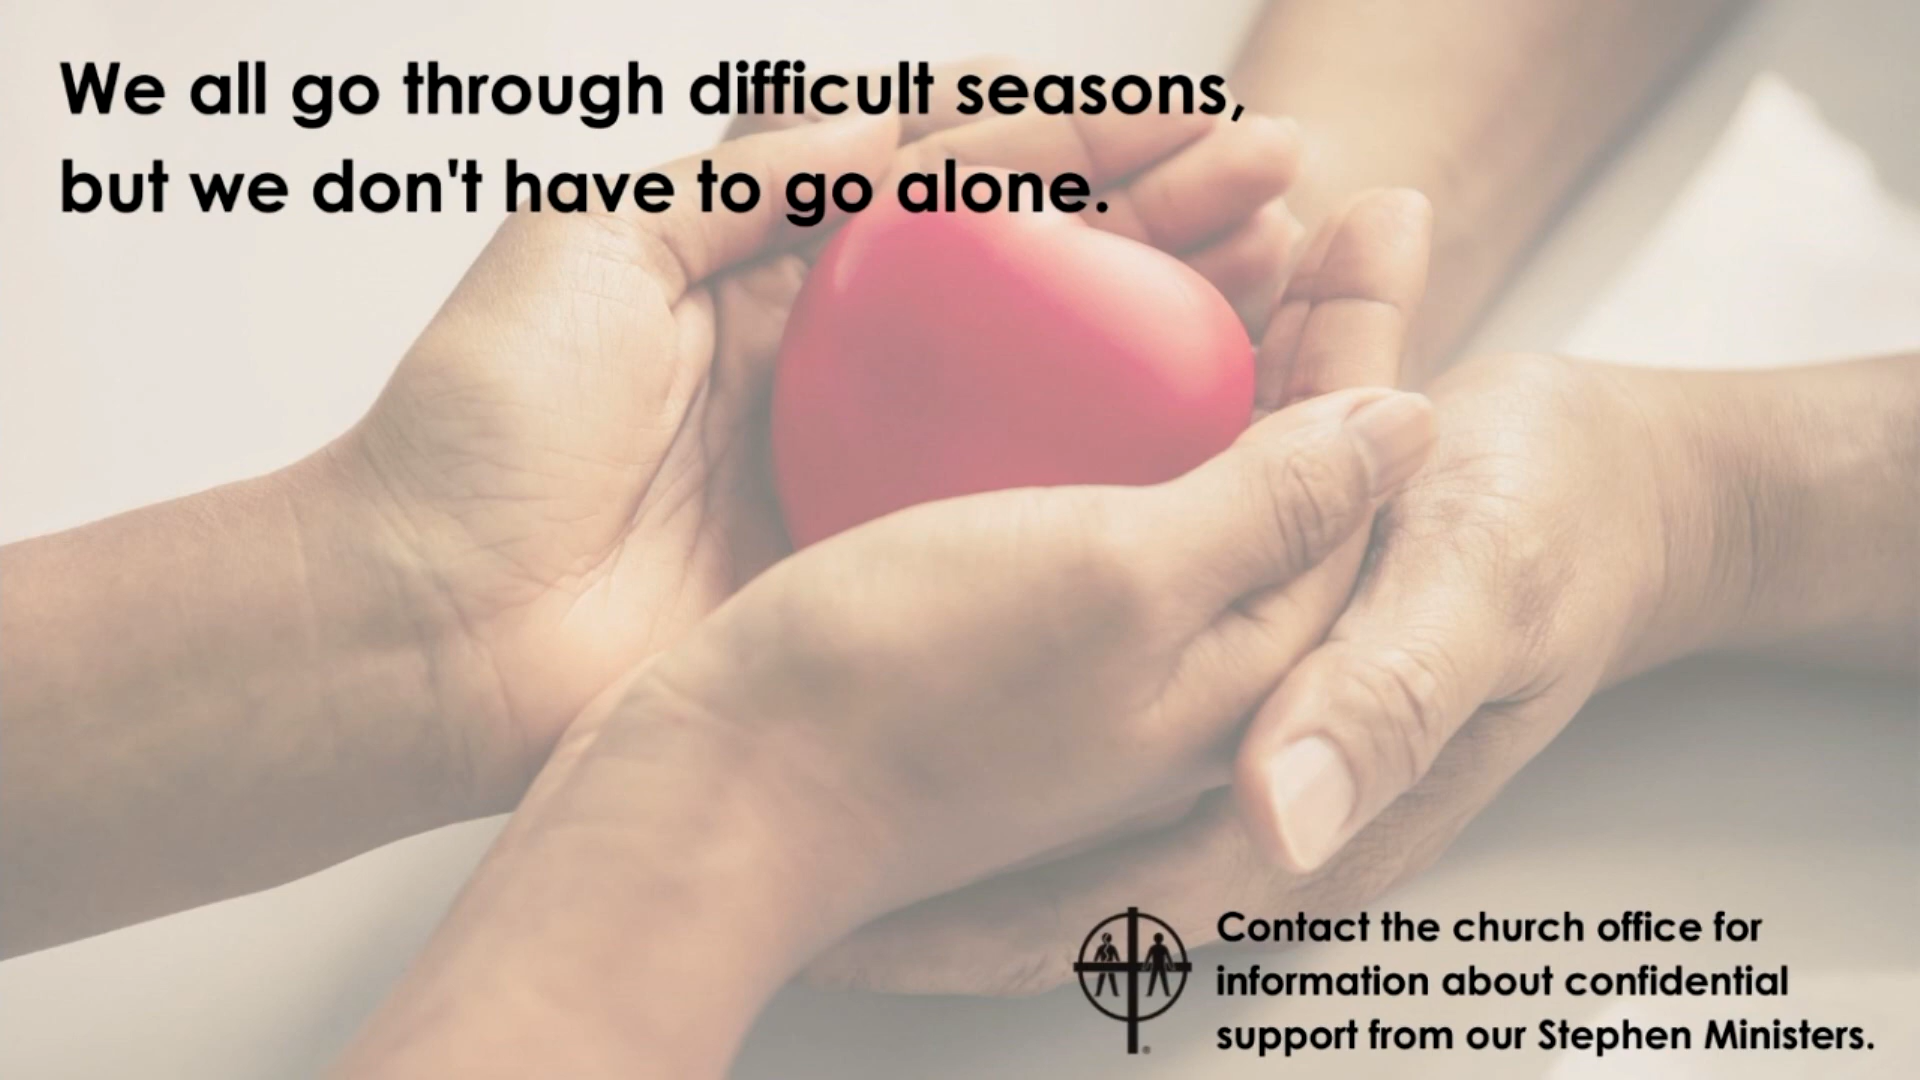 We all go through difficult seasons,
but we don't have to go alone.
Contact the church office for
information about confidential
support from our Stephen Ministers.